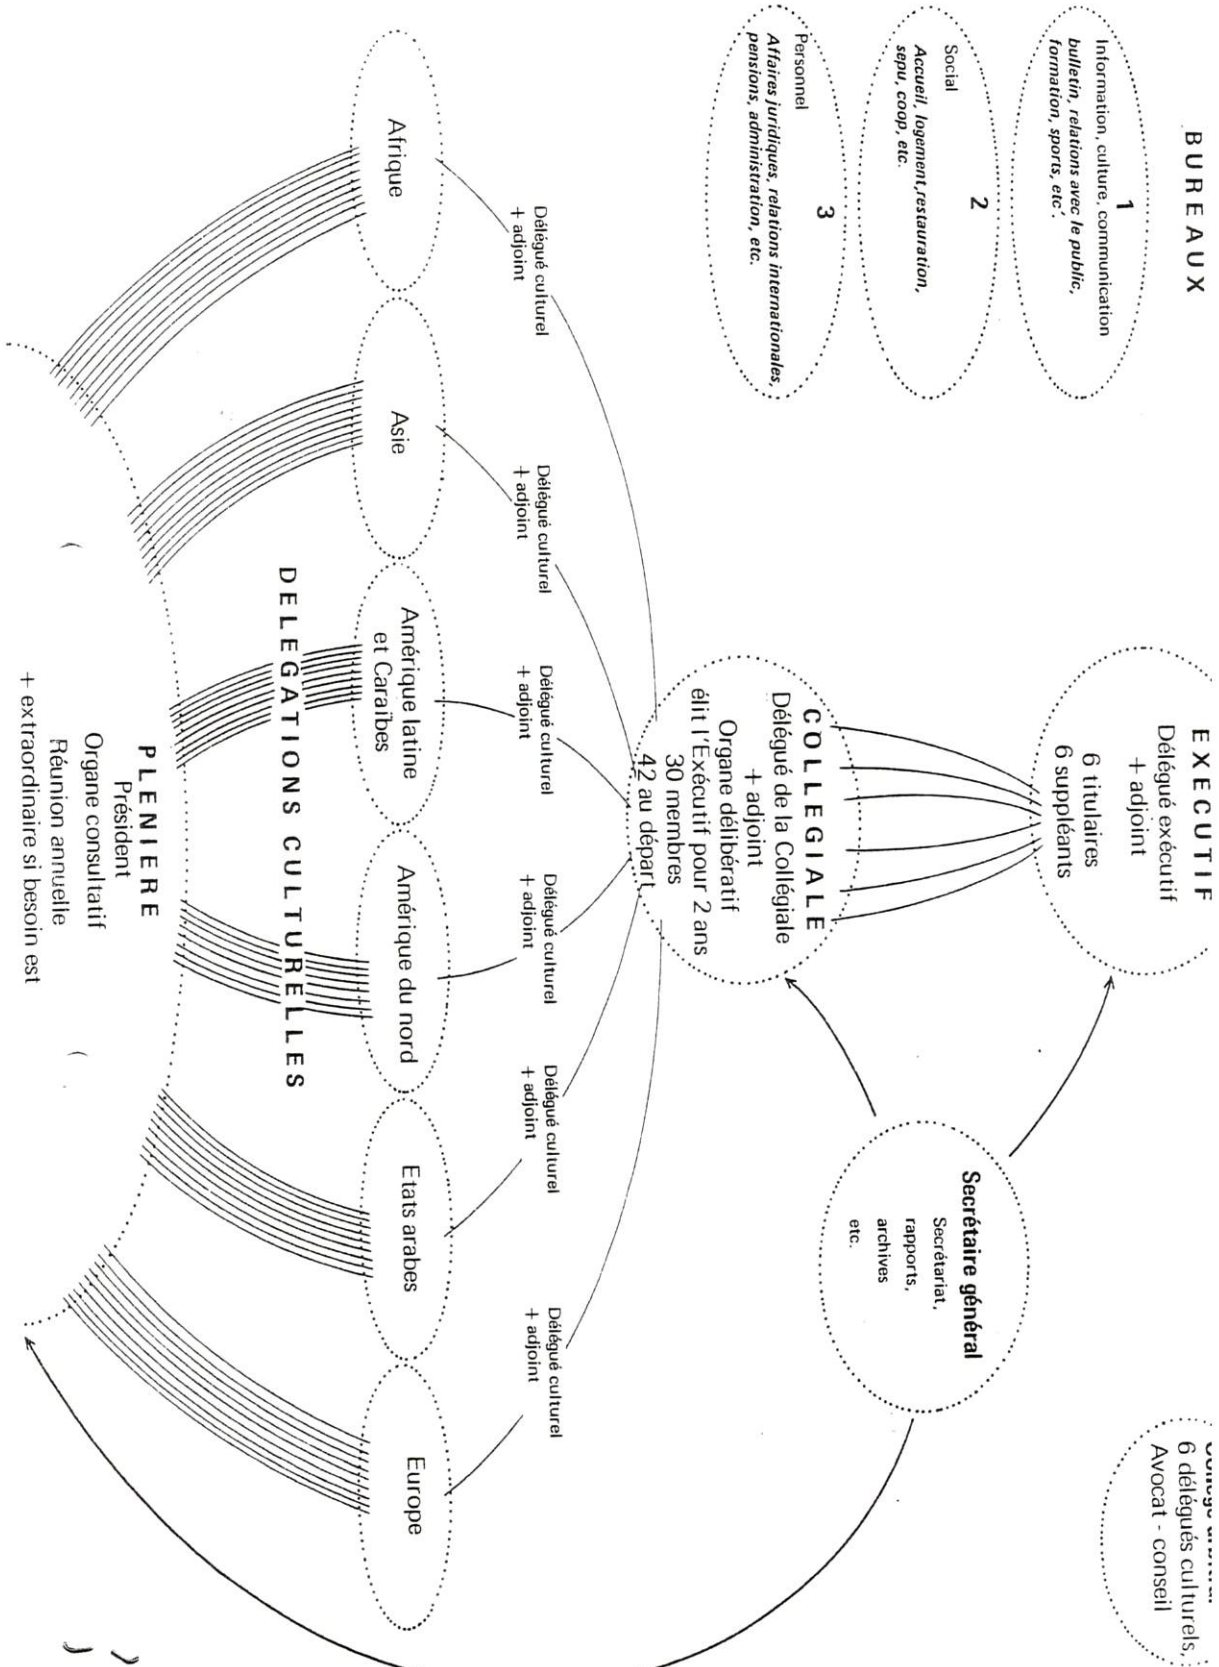 BUREAUX
1
Information, culture, communication
bulletin, relations avec le public,
formation, sports, etc'.
2
Social
Accueil, logement,restauration,
sepu, coop, etc.
3
Personnel
Affaires juridiques, relations internationales,
pensions, administration, etc.
EXECUTIF
Délégué exécutif
+ adjoint
6 titulaires
6 suppléants
6 délégués culturels,
Avocat - conseil
Secrétaire général
Secrétariat,
rapports,
archives
etc.
COLLEGIALE
Délégué de la Collégiale
+ adjoint
Organe délibératif
élit l'Exécutif pour 2 ans
30 membres
42 au départ
Délégué culturel
+ adjoint
Délégué culturel
+ adjoint
Délégué culturel
+ adjoint
Délégué culturel
+ adjoint
Délégué culturel
+ adjoint
Délégué culturel
+ adjoint
Afrique
Asie
Amérique latine
et Caraïbes
Amérique du nord
Etats arabes
Europe
DELEGATIONS CULTURELLES
PLENIERE
Président
Organe consultatif
Réunion annuelle
+ extraordinaire si besoin est